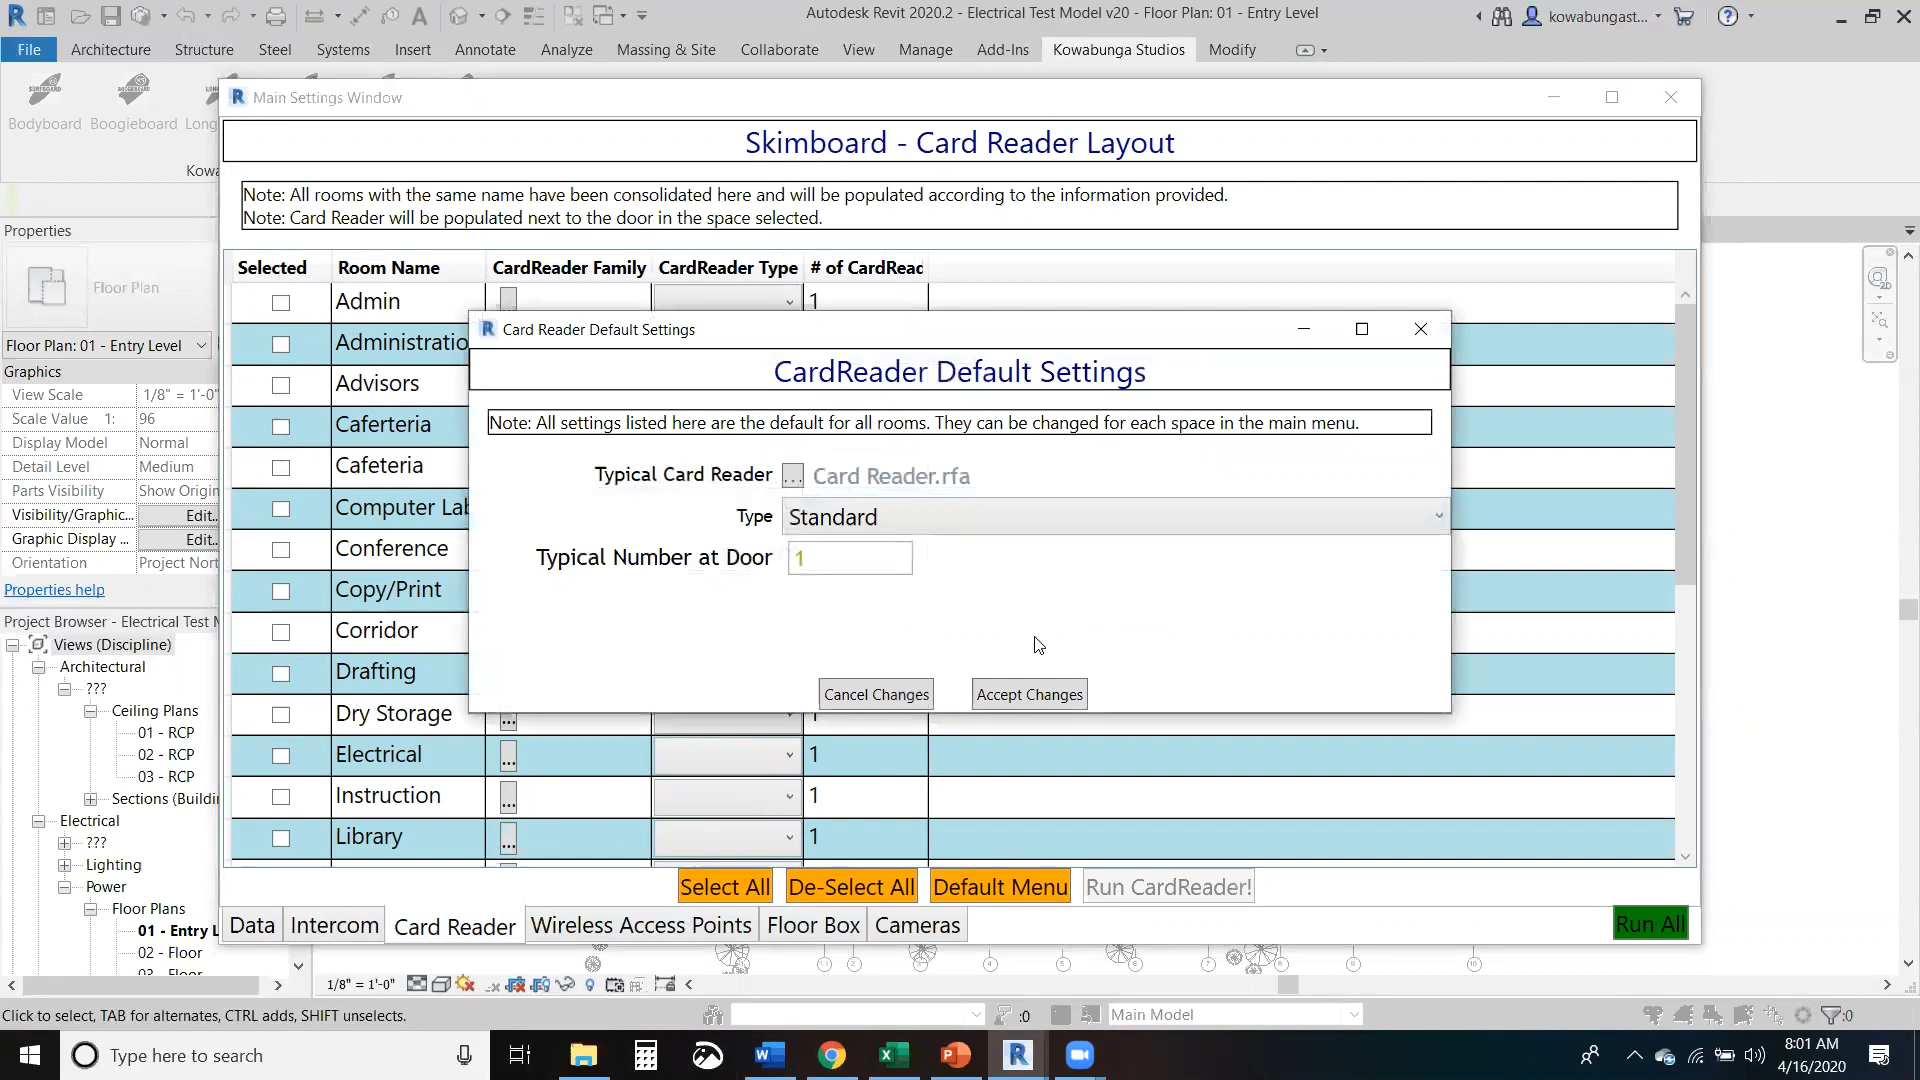 Autodesk Revit 2020.2 - Electrical Test Model v20 - Floor Plan: 01 - Entry Level
kowabungast...
File Architecture Structure Steel Systems Insert Annotate Analyze Massing & Site Collaborate View Manage Add-Ins Kowabunga Studios Modify
Bodyboard Boogieboard Long
Kowa
Main Settings Window
Skimboard - Card Reader Layout
Note: All rooms with the same name have been consolidated here and will be populated according to the information provided.
Note: Card Reader will be populated next to the door in the space selected.
Selected Room Name CardReader Family CardReader Type # of CardReac
Admin 1
Administratio
Advisors
Caferteria
Cafeteria
Computer Lab
Conference
Copy/Print
Corridor
Drafting
Dry Storage ...
Electrical ... 1
Instruction ... 1
Library ... 1
Card Reader Default Settings
CardReader Default Settings
Note: All settings listed here are the default for all rooms. They can be changed for each space in the main menu.
Typical Card Reader ... Card Reader.rfa
Type Standard
Typical Number at Door 1
Cancel Changes Accept Changes
Select All De-Select All Default Menu Run CardReader!
Data Intercom Card Reader Wireless Access Points Floor Box Cameras Run All
Properties
Floor Plan
Floor Plan: 01 - Entry Level
Graphics
View Scale 1/8" = 1'-0"
Scale Value 1: 96
Display Model Normal
Detail Level Medium
Parts Visibility Show Origin
Visibility/Graphic... Edit...
Graphic Display ... Edit...
Orientation Project Nort
Properties help
Project Browser - Electrical Test M
Views (Discipline)
Architectural
???
Ceiling Plans
01 - RCP
02 - RCP
03 - RCP
Sections (Buildin
Electrical
???
Lighting
Power
Floor Plans
01 - Entry L
02 - Floor
03 - Floor
1/8" = 1'-0"
Click to select, TAB for alternates, CTRL adds, SHIFT unselects.
:0
Main Model
:0
Type here to search
8:01 AM
4/16/2020